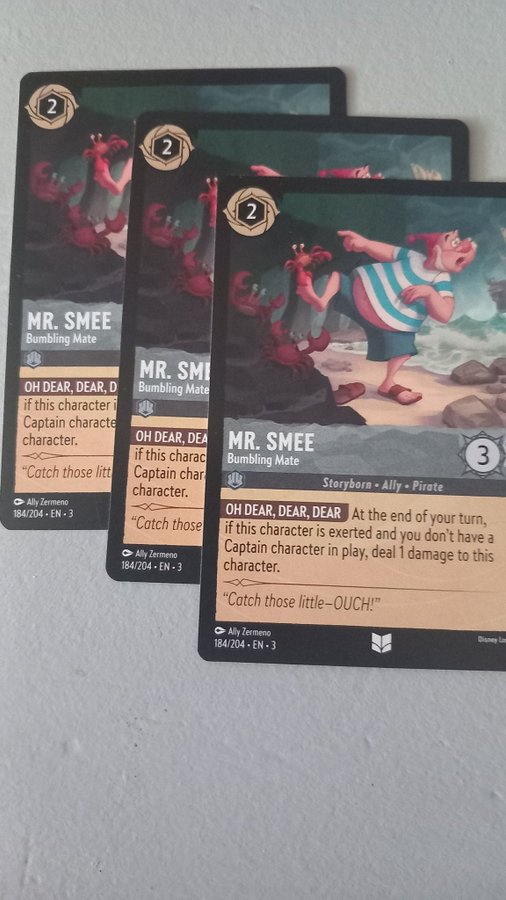 2
MR. SMEE
Bumbling Mate
OH DEAR, DEAR, D
if this character i
Captain characte
character.
“Catch those litt
Ally Zermeno
184/204 • EN • 3
2
MR. SME
Bumbling Mate
OH DEAR, DEA
if this charac
Captain char
character.
“Catch those
Ally Zermeno
184/204 • EN • 3
2
MR. SMEE
Bumbling Mate
3
Storyborn • Ally • Pirate
OH DEAR, DEAR, DEAR At the end of your turn,
if this character is exerted and you don’t have a
Captain character in play, deal 1 damage to this
character.
“Catch those little—OUCH!”
Ally Zermeno
184/204 • EN • 3
Disney Lo